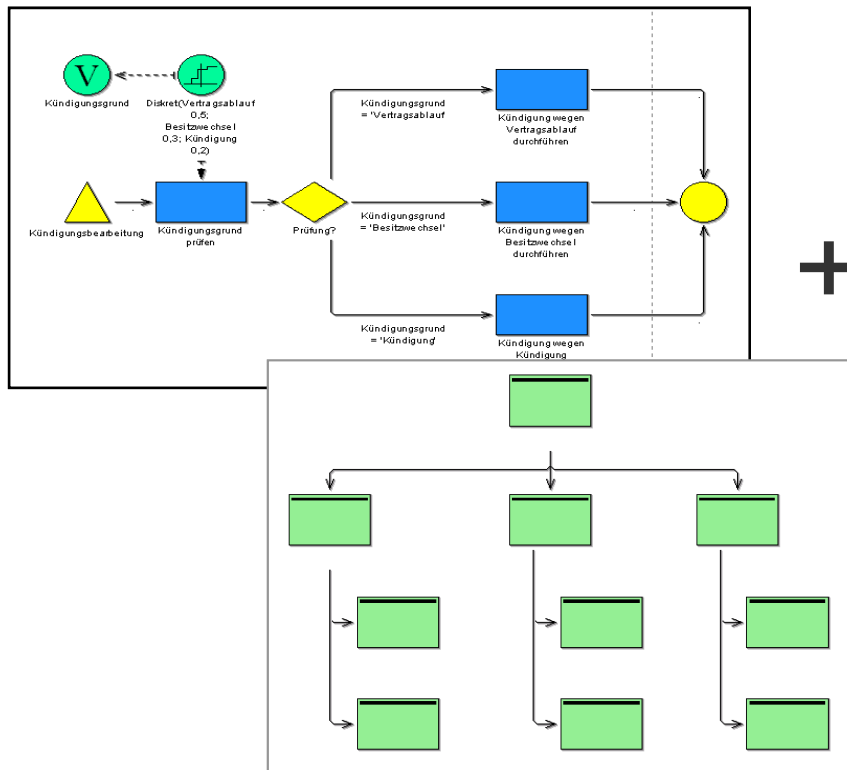 V
Kündigungsgrund
Diskret(Vertragsablauf
0,5;
Besitzwechsel
0,3; Kündigung
0,2)
Kündigungsgrund
= 'Vertragsablauf
Kündigung wegen
Vertragsablauf
durchführen
Kündigungsbearbeitung
Kündigungsgrund
prüfen
Prüfung?
Kündigungsgrund
= 'Besitzwechsel'
Kündigung wegen
Besitzwechsel
durchführen
Kündigungsgrund
= 'Kündigung'
Kündigung wegen
Kündigung
+